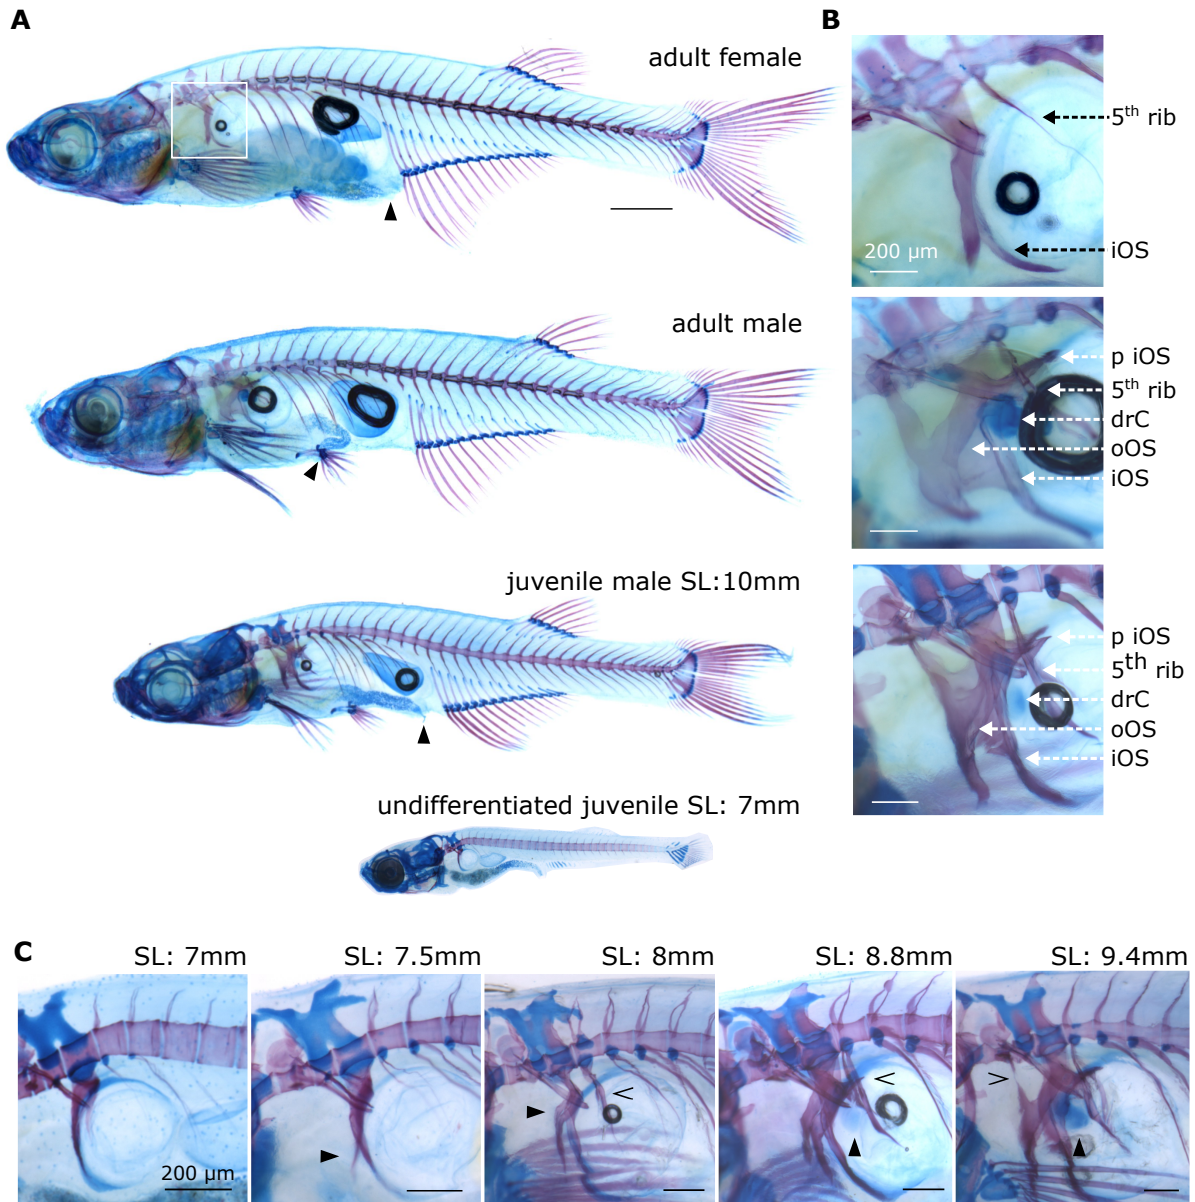 A
adult female
adult male
juvenile male SL:10mm
undifferentiated juvenile SL: 7mm
B
5th rib
200 µm
iOS
p iOS
5th rib
drC
oOS
iOS
p iOS
5th rib
drC
oOS
iOS
C
SL: 7mm
SL: 7.5mm
SL: 8mm
SL: 8.8mm
SL: 9.4mm
200 µm